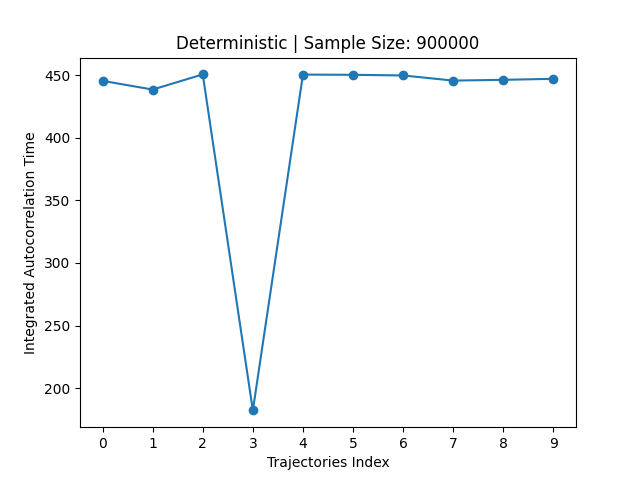 Deterministic | Sample Size: 900000
Integrated Autocorrelation Time
450
400
350
300
250
200
0 1 2 3 4 5 6 7 8 9
Trajectories Index